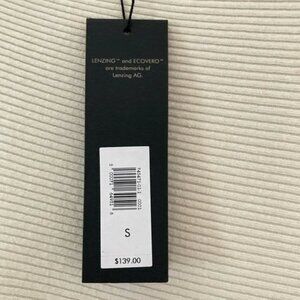 LENZING™ and ECOVERO™
are trademarks of
Lenzing AG.
S
$139.00